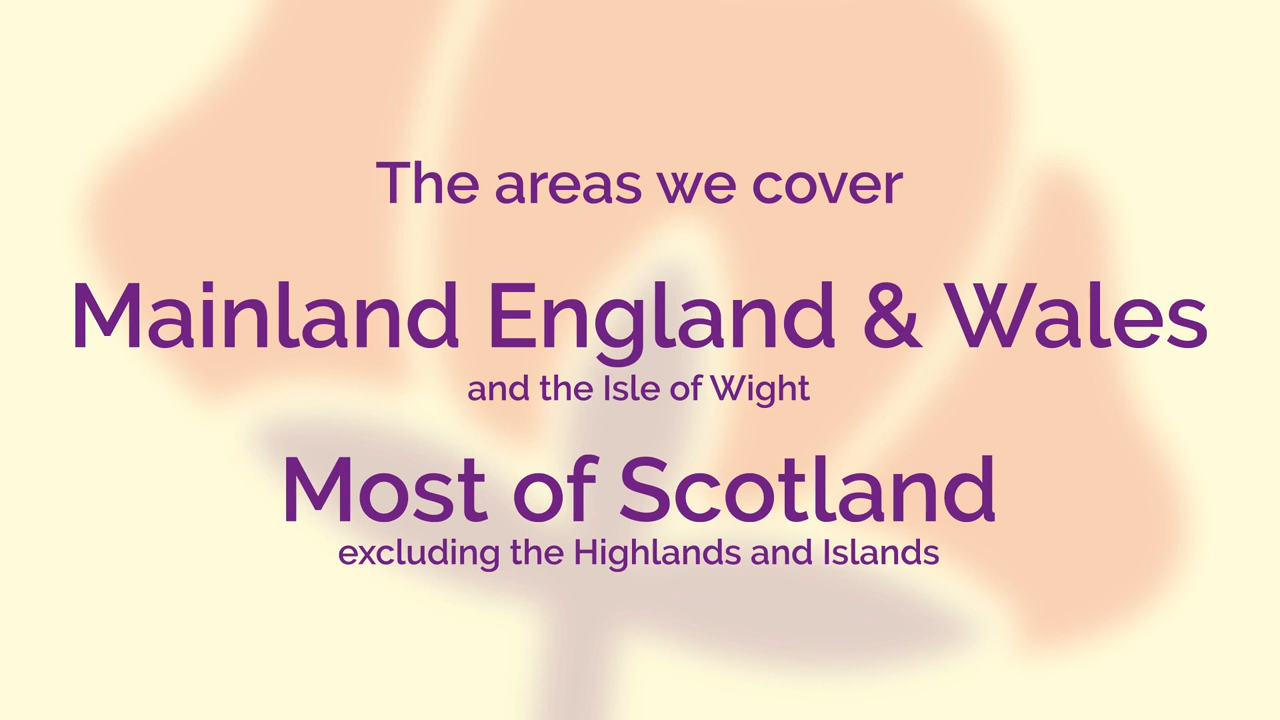 The areas we cover
Mainland England & Wales
and the Isle of Wight
Most of Scotland
excluding the Highlands and Islands